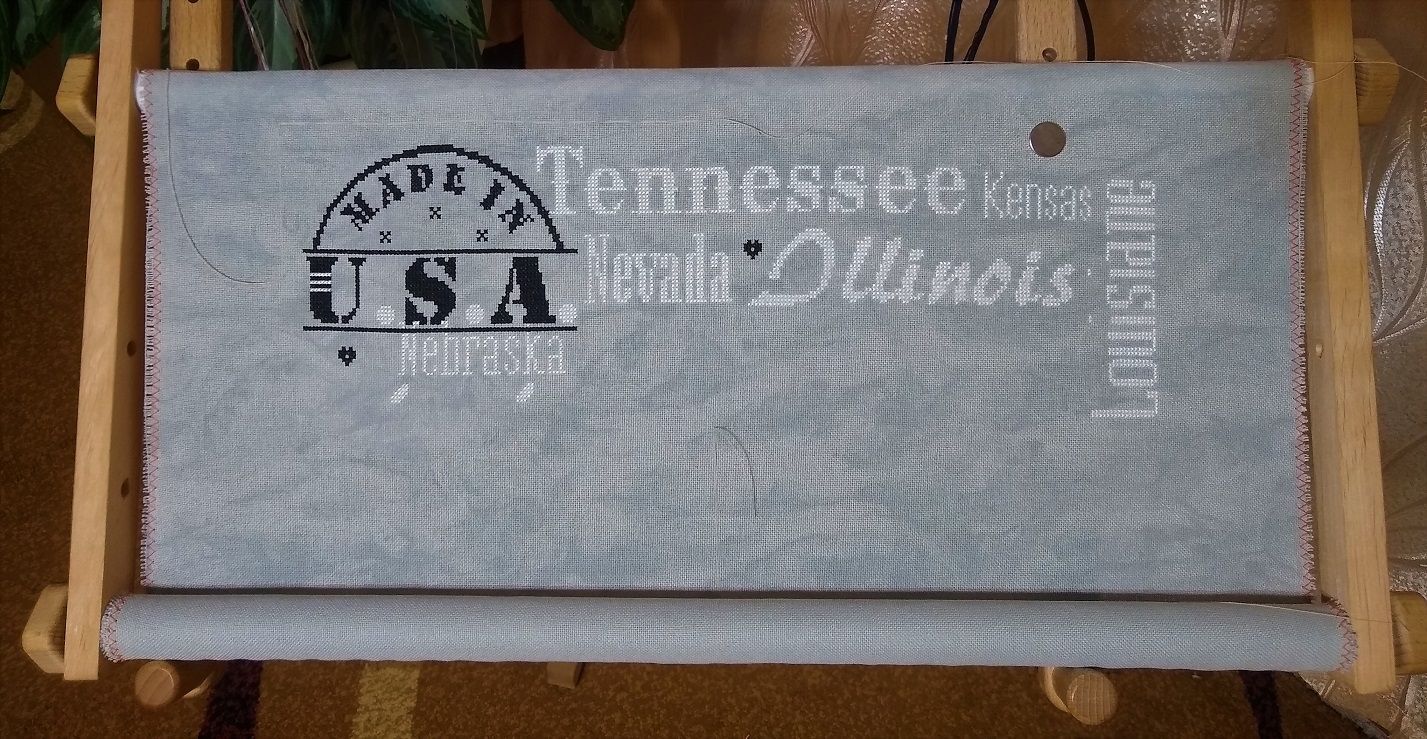 MADE IN
U.S.A.
Tennessee
Kensas
Nevada
Illinois
Louisiana
Nebraska